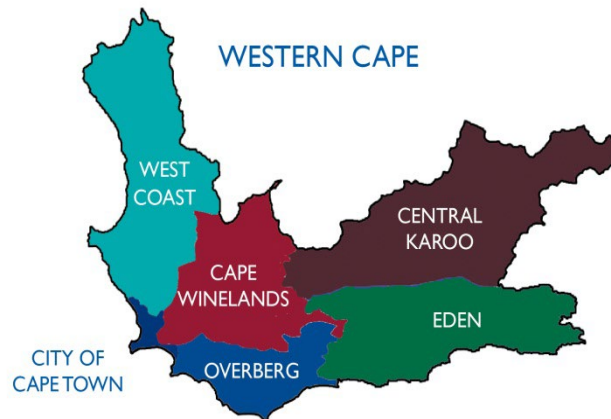 WESTERN CAPE
WEST
COAST
CENTRAL
KAROO
CAPE
WINELANDS
EDEN
CITY OF
CAPE TOWN
OVERBERG